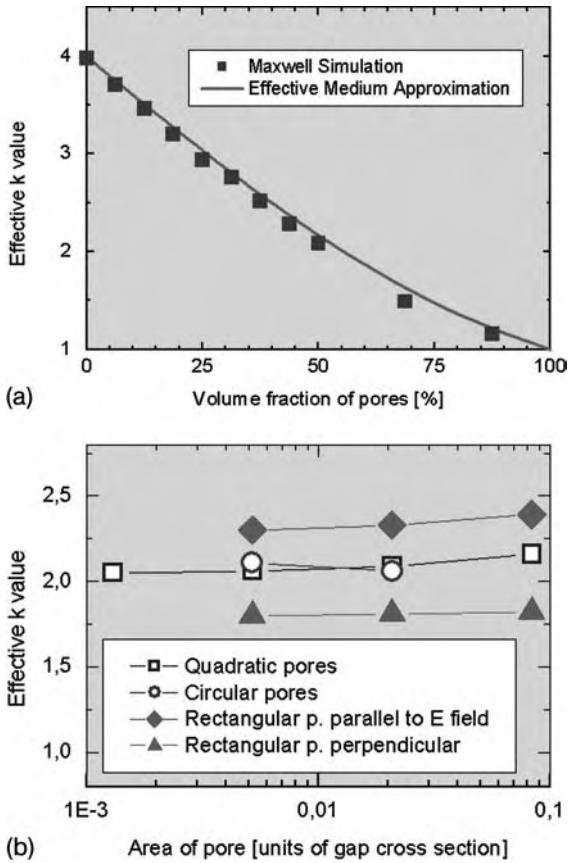 4
3
2
1
Effective k value
Maxwell Simulation
Effective Medium Approximation
0
25
50
75
100
(a)
Volume fraction of pores [%]
2,5
2,0
1,5
1,0
Effective k value
Quadratic pores
Circular pores
Rectangular p. parallel to E field
Rectangular p. perpendicular
1E-3
0,01
0,1
(b)
Area of pore [units of gap cross section]